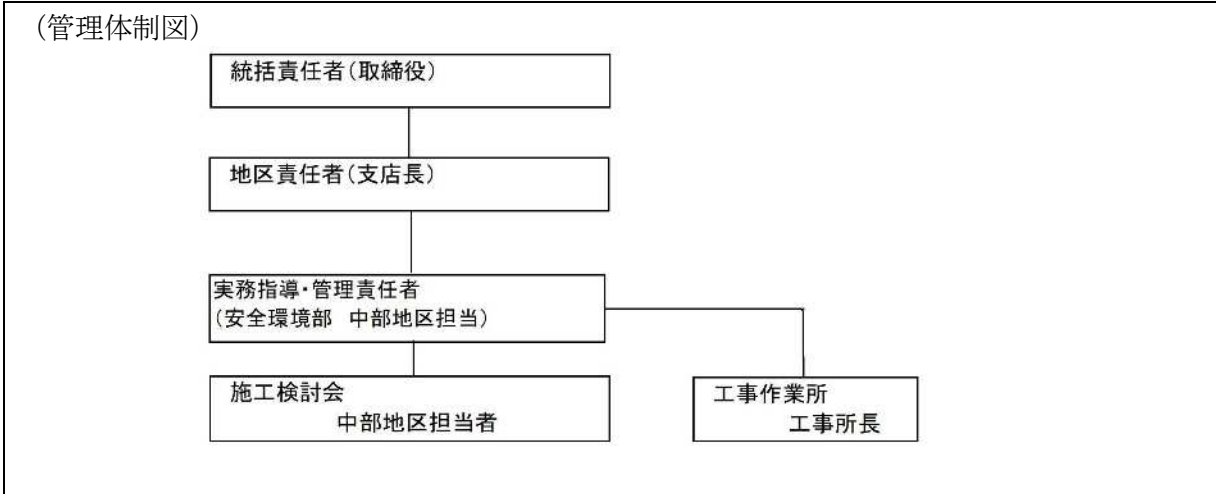 (管理体制図)
統括責任者(取締役)
地区責任者(支店長)
実務指導・管理責任者
(安全環境部 中部地区担当)
施工検討会
中部地区担当者
工事作業所
工事所長